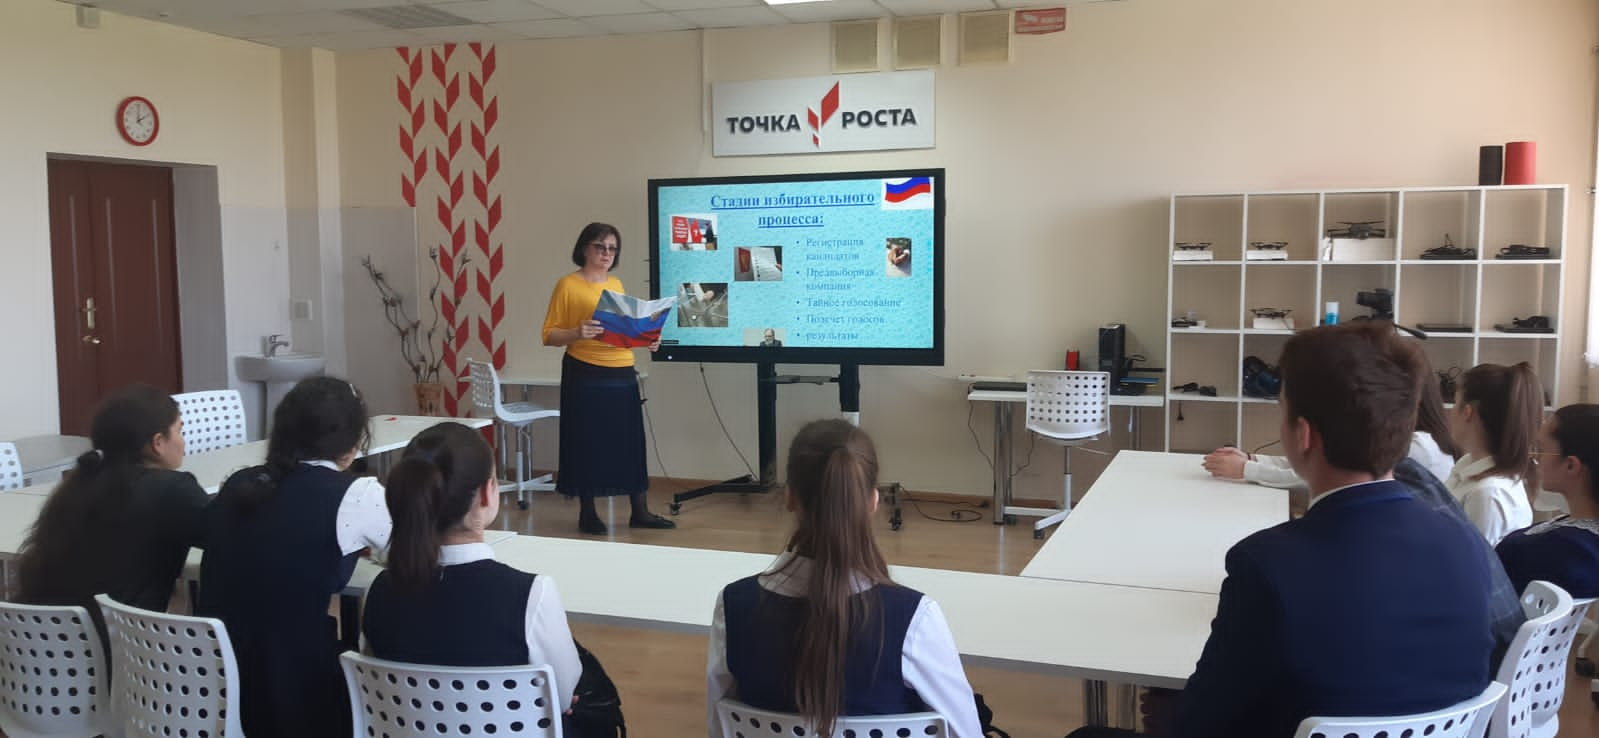 ТОЧКА РОСТА
Стадии избирательного
процесса:
• Регистрация
кандидатов
• Предвыборная
компания
• Тайное голосование
• Подсчет голосов
• результаты